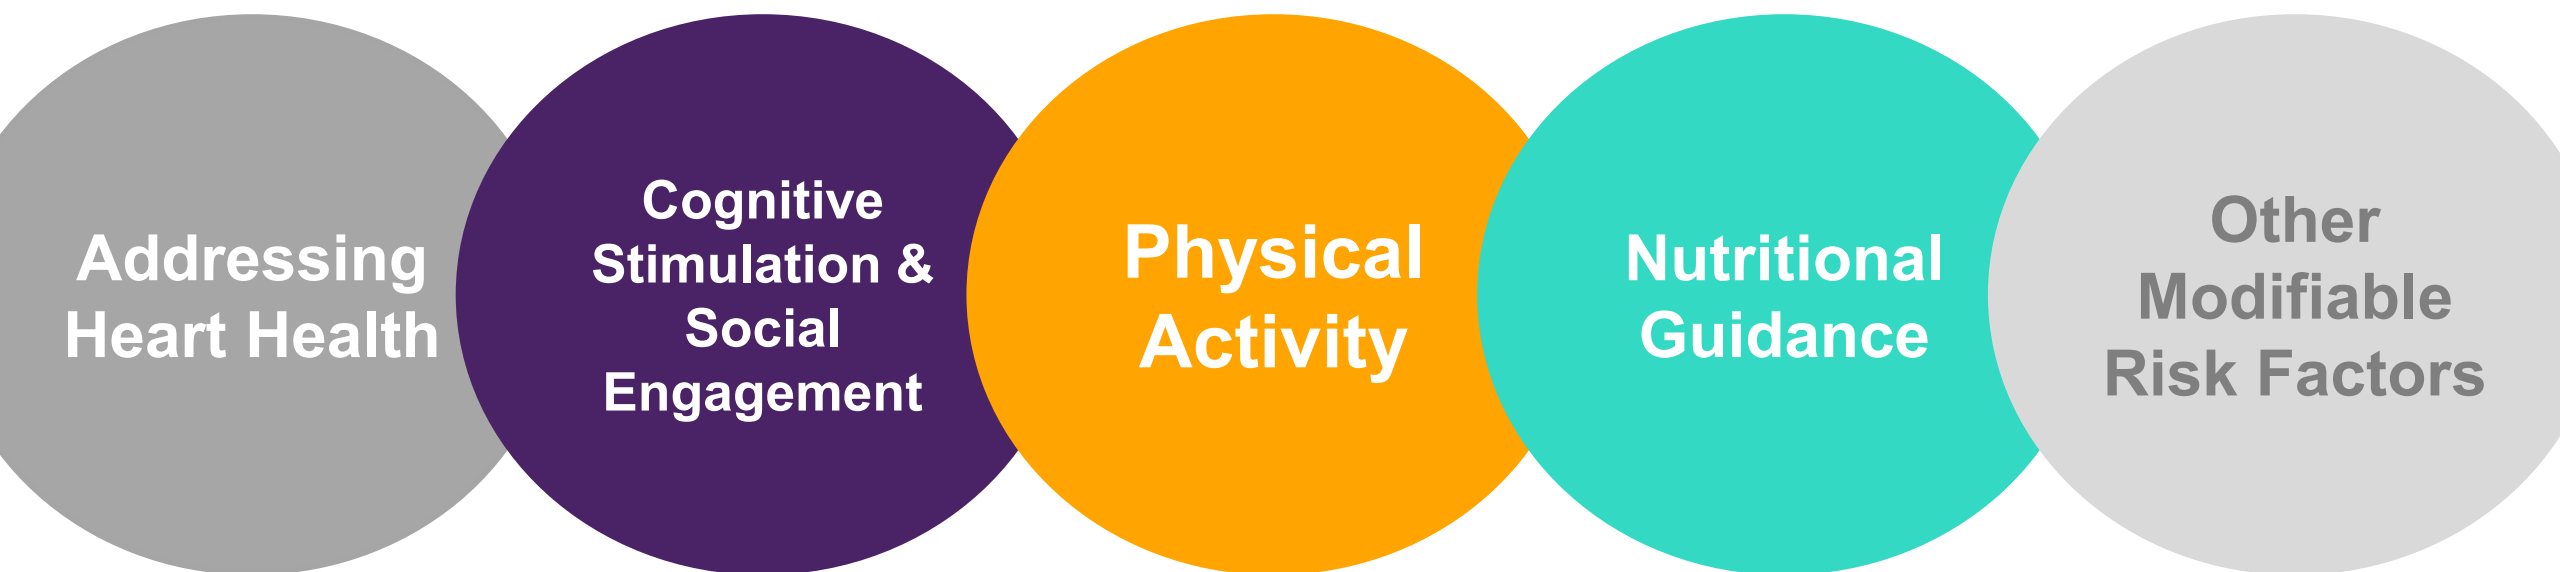 Addressing
Heart Health
Cognitive
Stimulation &
Social
Engagement
Physical
Activity
Nutritional
Guidance
Other
Modifiable
Risk Factors